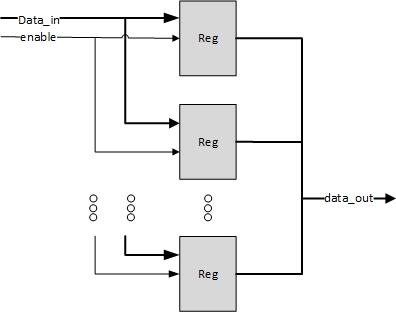 Data_in
enable
Reg
Reg
data_out
Reg